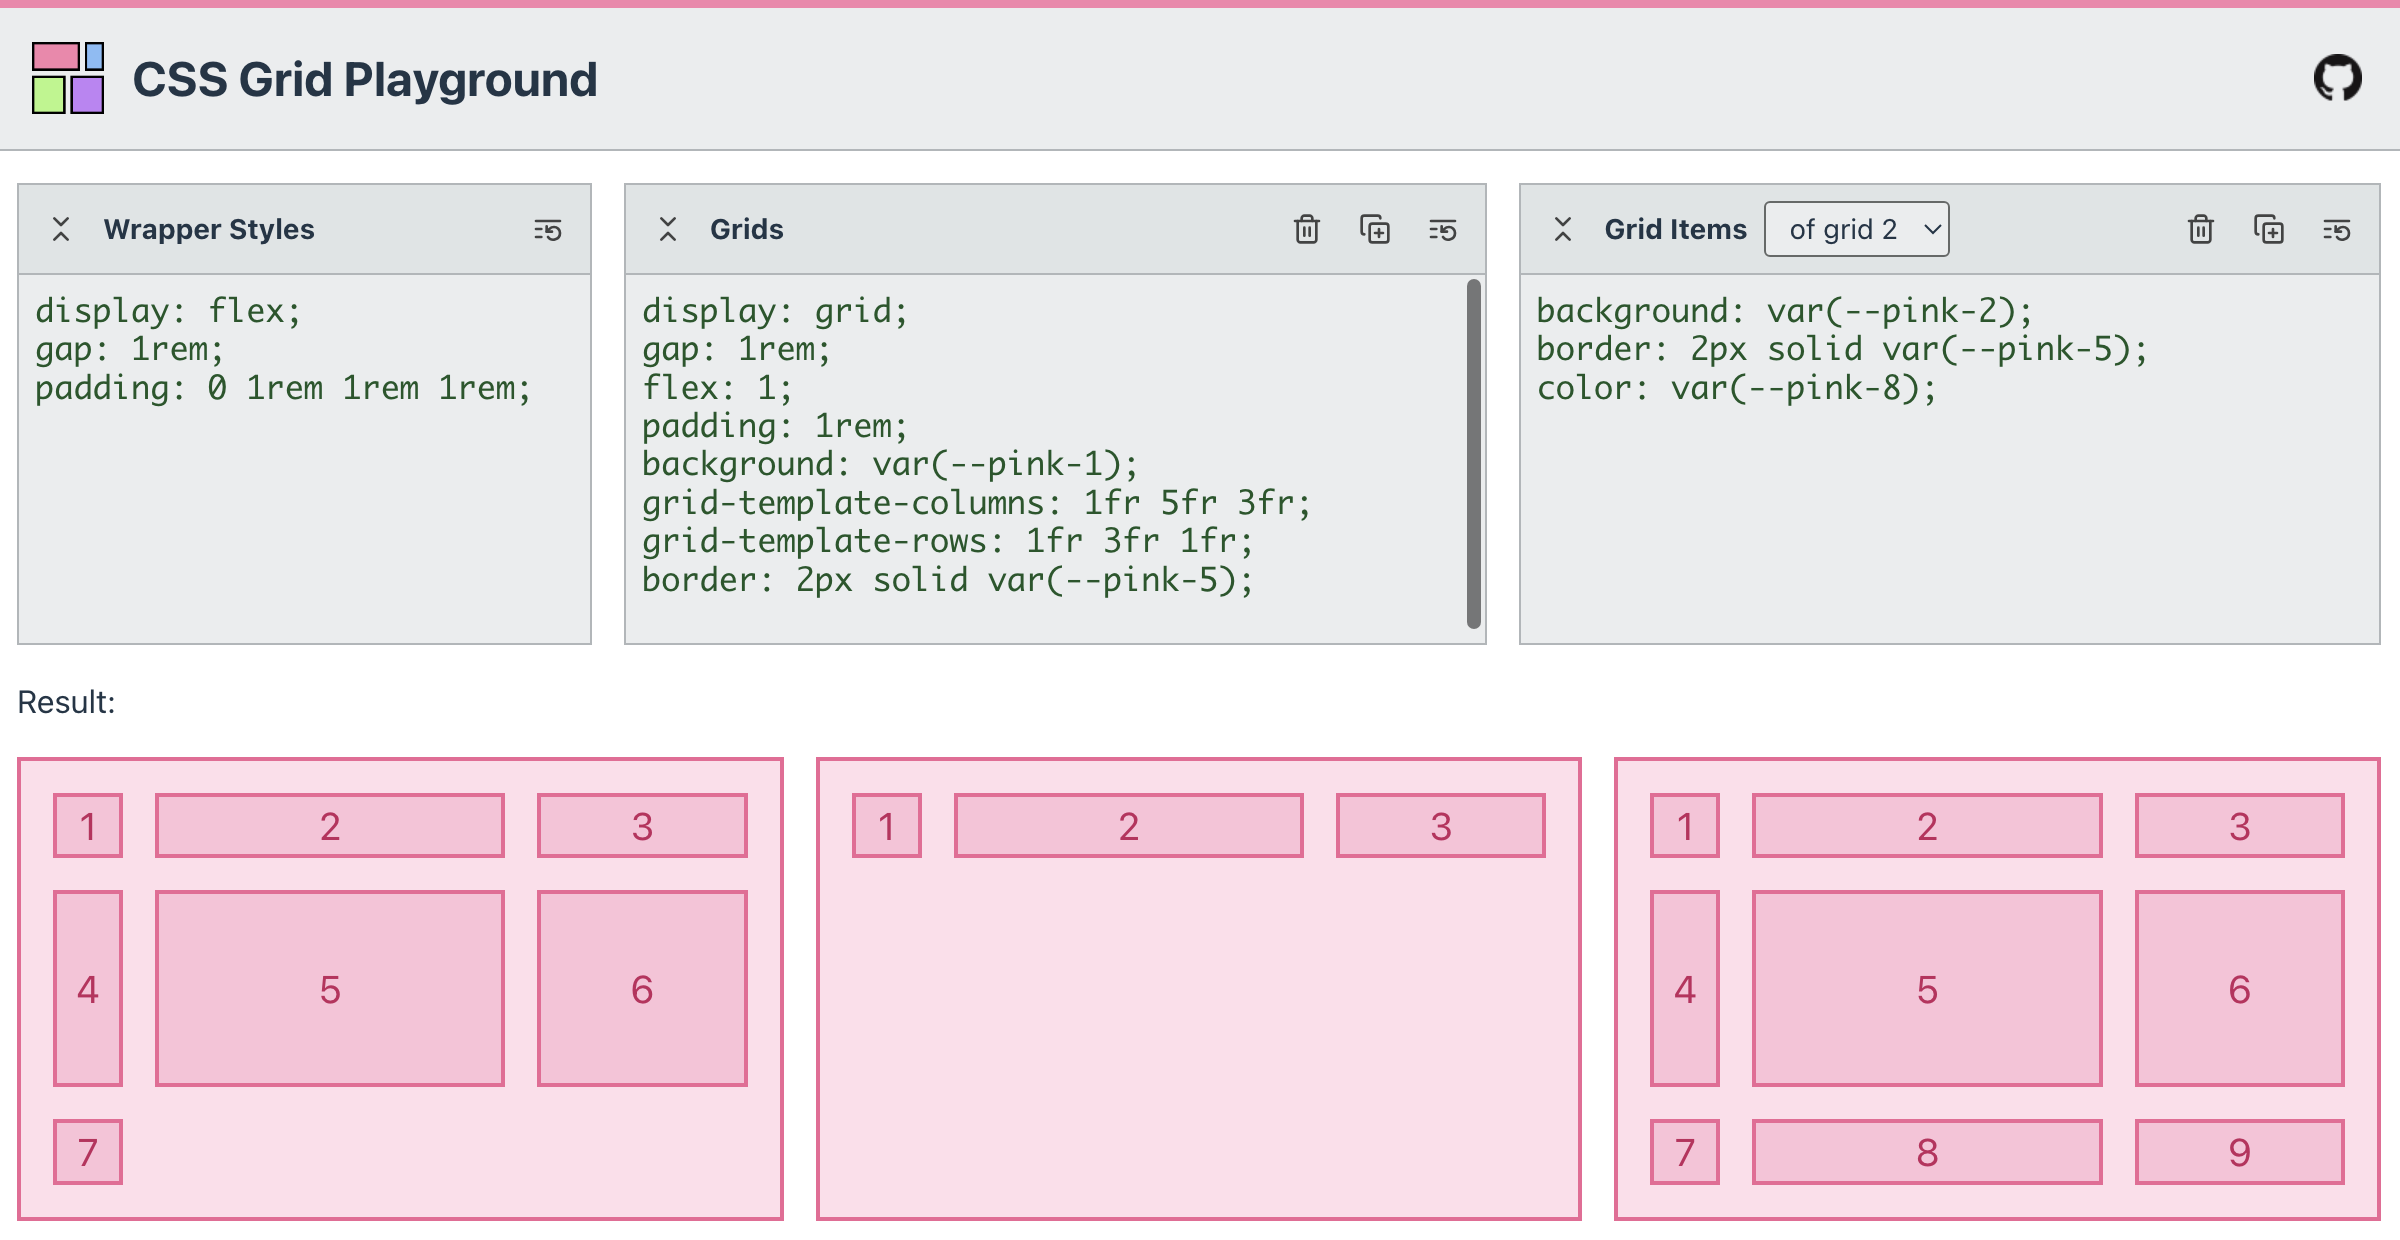 CSS Grid Playground
Wrapper Styles
display: flex;
gap: 1rem;
padding: 0 1rem 1rem 1rem;
Grids
display: grid;
gap: 1rem;
flex: 1;
padding: 1rem;
background: var(--pink-1);
grid-template-columns: 1fr 5fr 3fr;
grid-template-rows: 1fr 3fr 1fr;
border: 2px solid var(--pink-5);
Grid Items of grid 2
background: var(--pink-2);
border: 2px solid var(--pink-5);
color: var(--pink-8);
Result:
1 2 3
4 5 6
7
1 2 3
1 2 3
4 5 6
7 8 9